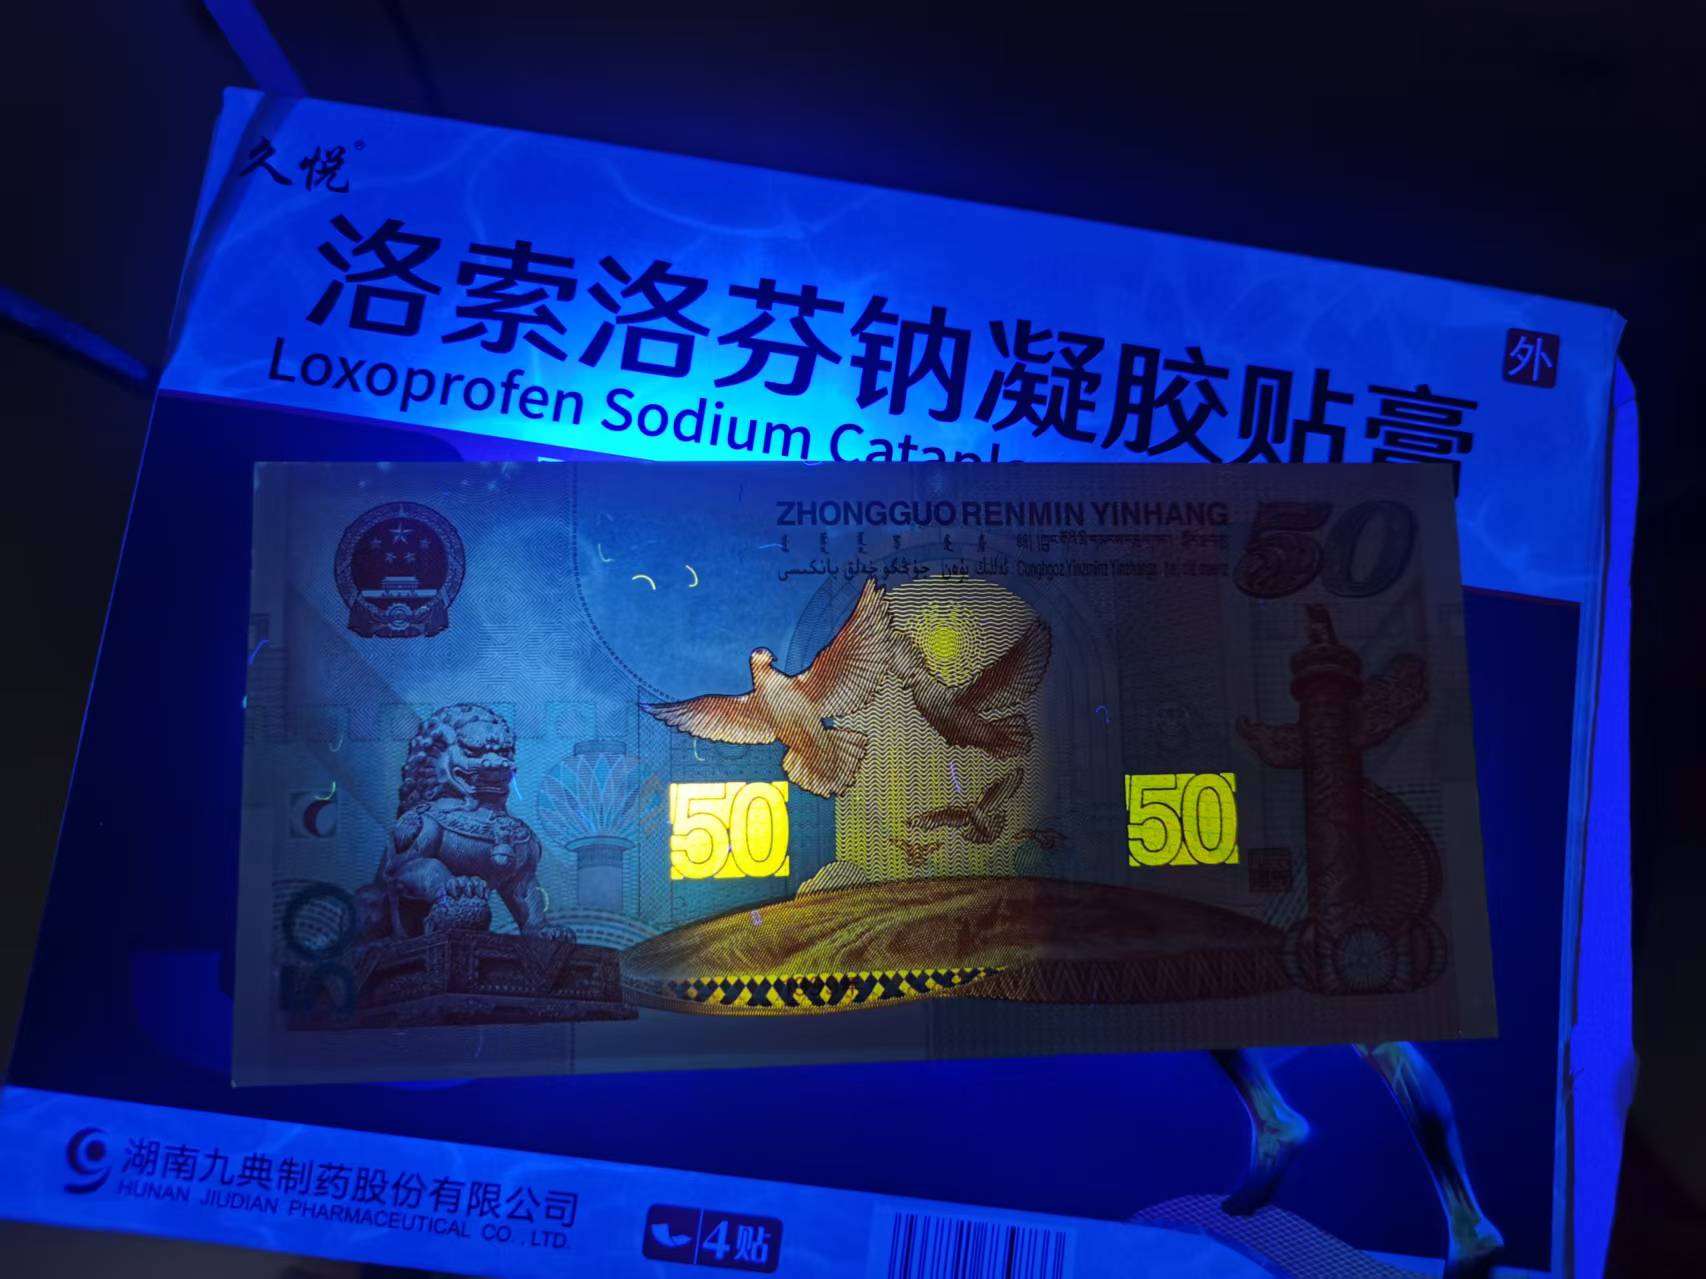 久悦®
洛索洛芬钠凝胶贴膏
外
Loxoprofen Sodium
ZHONGGUO RENMIN YINHANG
50
50
50
50
湖南九典制药股份有限公司
HUNAN JIUDIAN PHARMACEUTICAL CO., LTD.
4贴